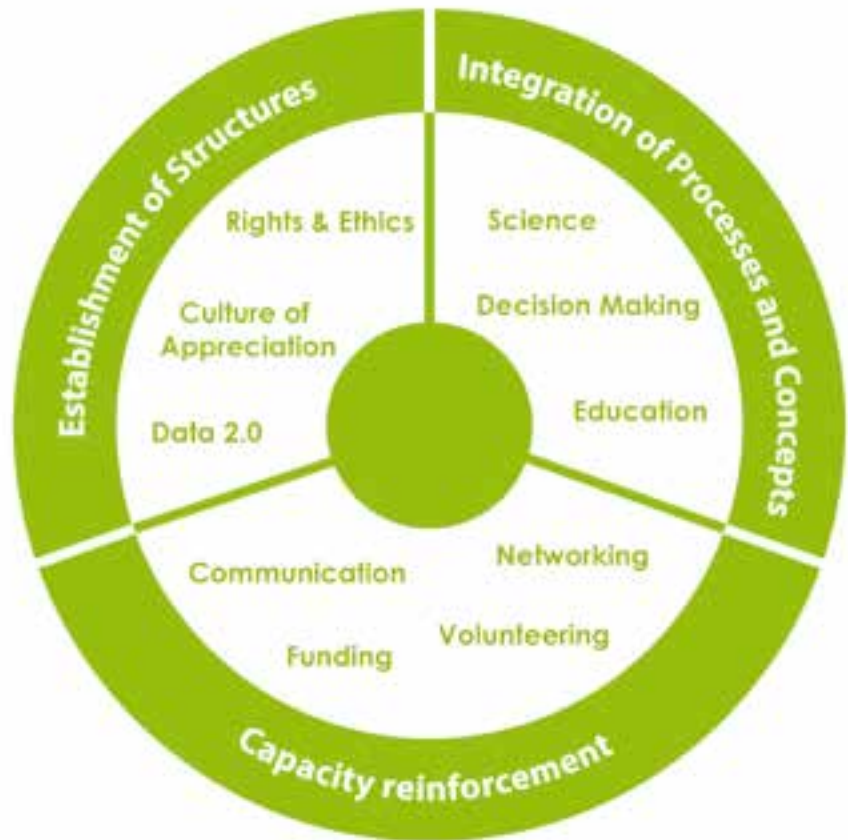 Establishment of Structures
Rights & Ethics
Culture of
Appreciation
Data 2.0
Integration of Processes and Concepts
Science
Decision Making
Education
Communication
Networking
Funding
Volunteering
Capacity reinforcement